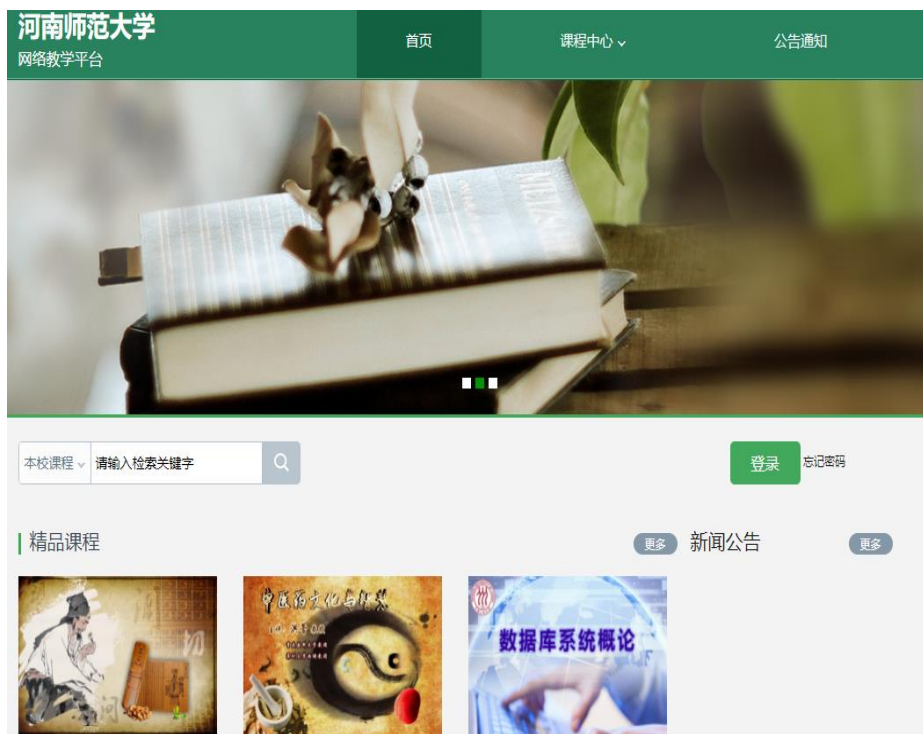 河南师范大学
网络教学平台
首页
课程中心
公告通知
本校课程
请输入检索关键字
登录
忘记密码
精品课程
更多
新闻公告
更多
切
问
中医药文化与
数据库系统概论